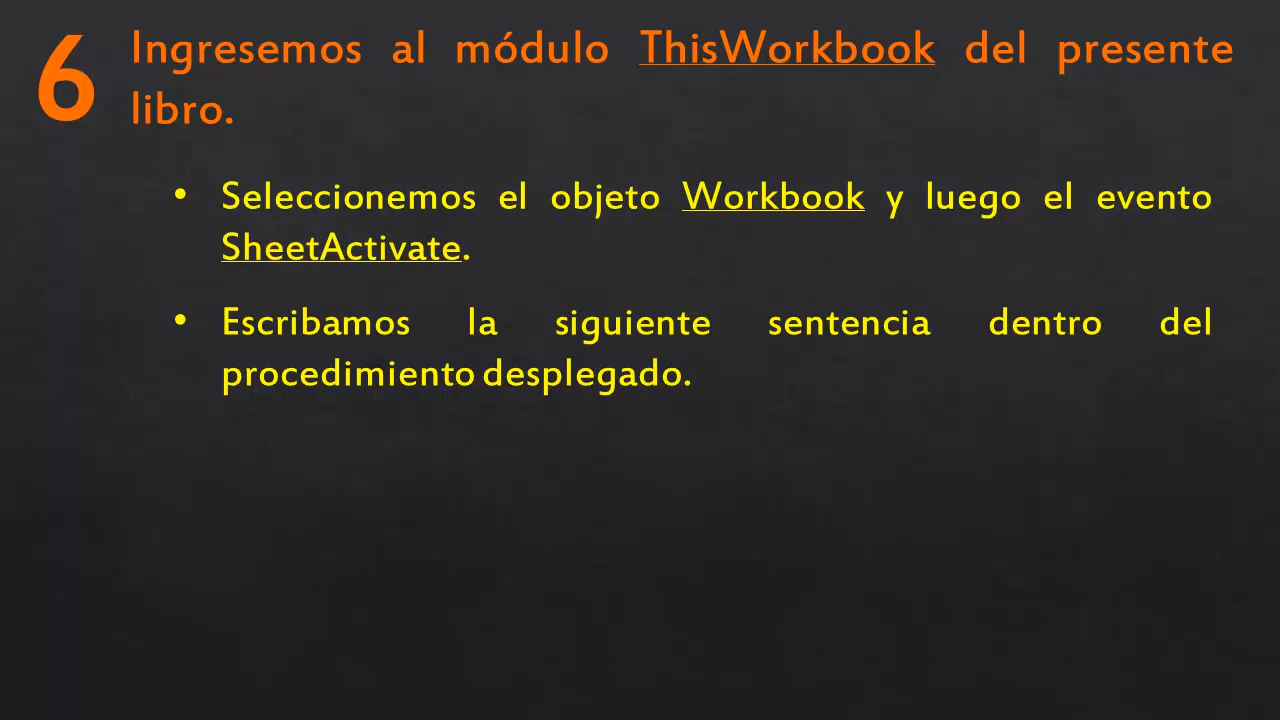 6 Ingresemos al módulo ThisWorkbook del presente
libro.
• Seleccionemos el objeto Workbook y luego el evento
SheetActivate.
• Escribamos la siguiente sentencia dentro del
procedimiento desplegado.